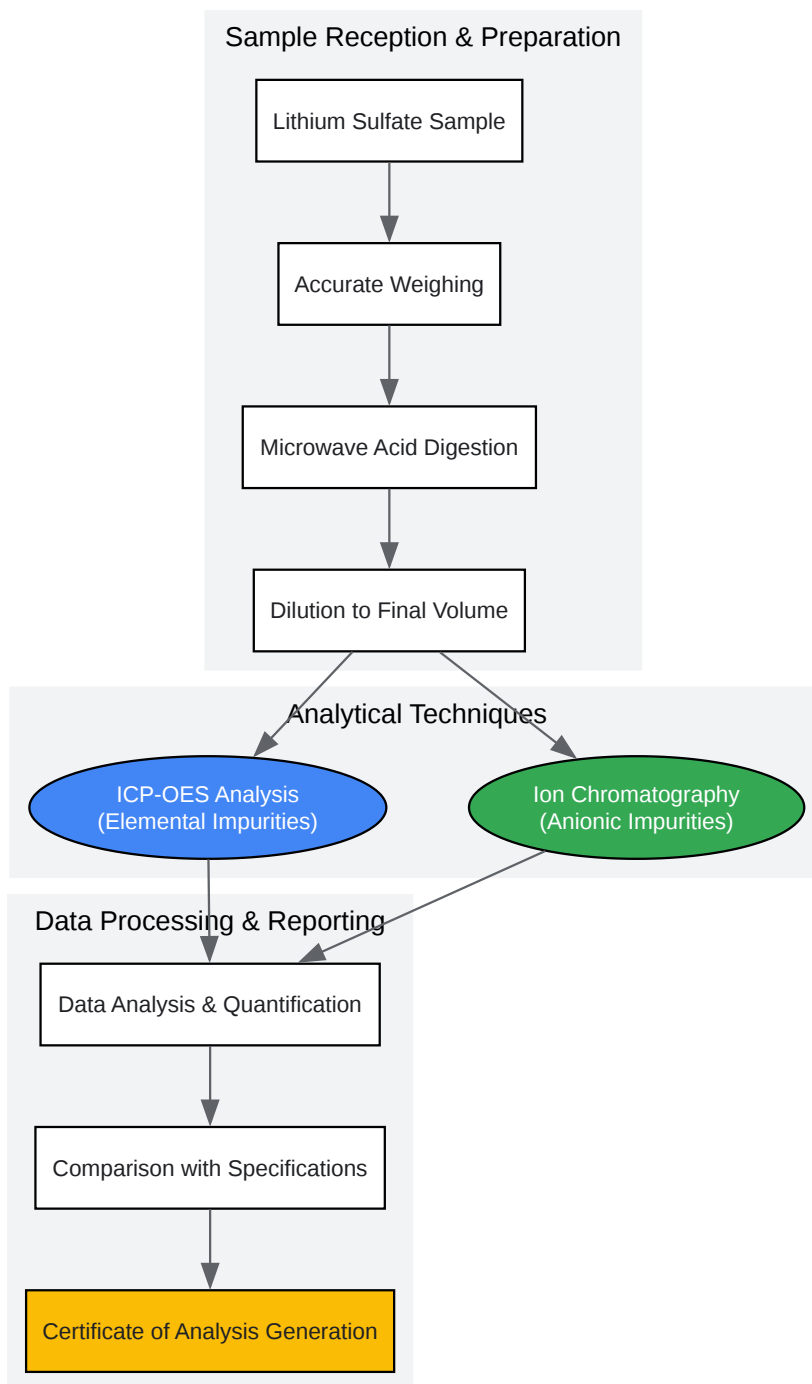 Sample Reception & Preparation
Lithium Sulfate Sample
Accurate Weighing
Microwave Acid Digestion
Dilution to Final Volume
Analytical Techniques
ICP-OES Analysis
(Elemental Impurities)
Ion Chromatography
(Anionic Impurities)
Data Processing & Reporting
Data Analysis & Quantification
Comparison with Specifications
Certificate of Analysis Generation